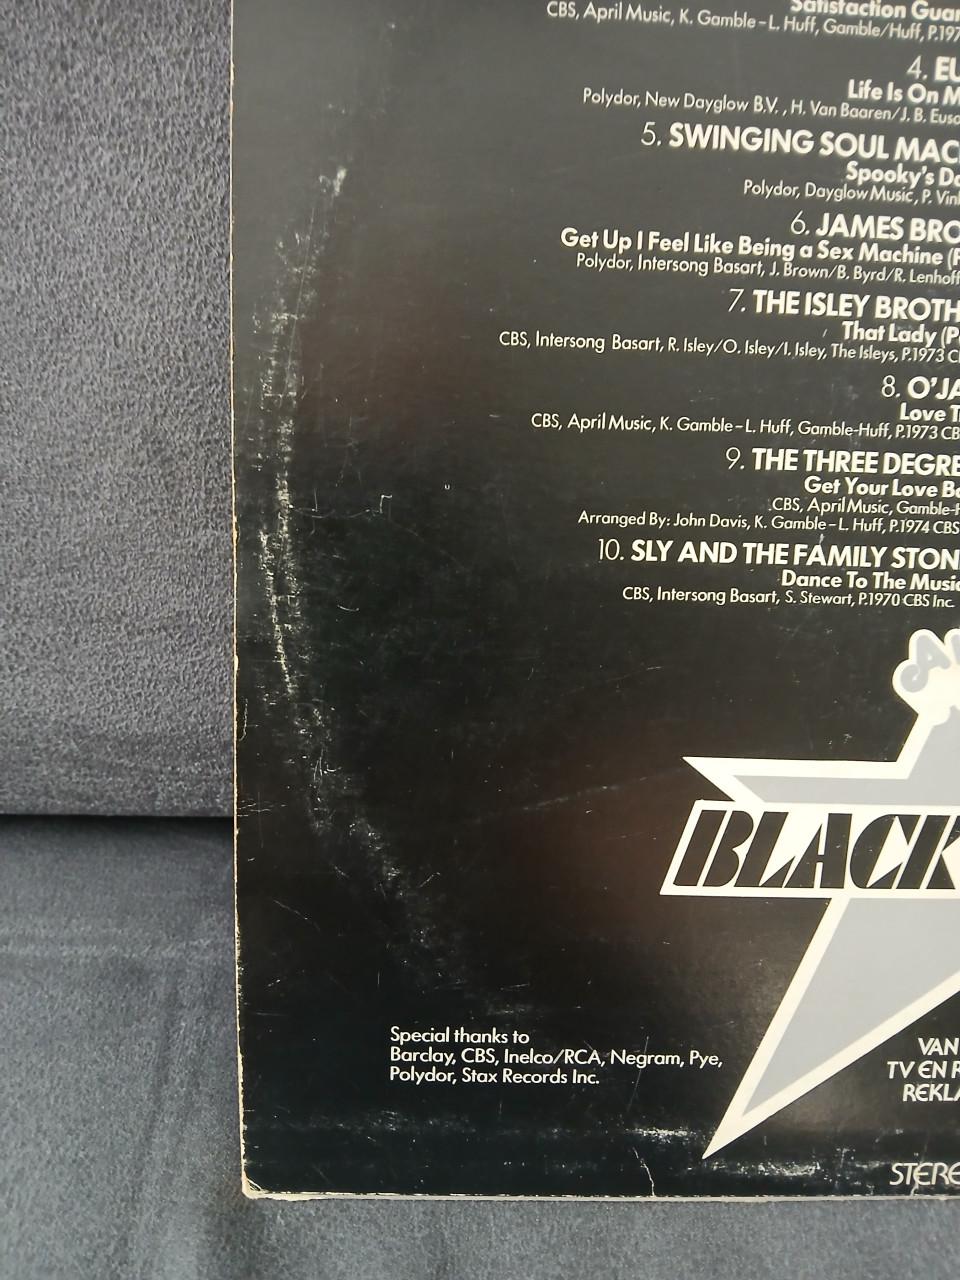 Satisfaction Guar
CBS, April Music, K. Gamble-L. Huff, Gamble/Huff, P.197
4. EU
Life Is On M
Polydor, New Dayglow B.V., H. Van Baaren/J. B. Euso
5. SWINGING SOUL MAC
Spooky's Da
Polydor, Dayglow Music, P. Vin
6. JAMES BRO
Get Up I Feel Like Being a Sex Machine (P
Polydor, Intersong Basart, J. Brown/B. Byrd/R. Lenhoff
7. THE ISLEY BROTH
That Lady (P
CBS, Intersong Basart, R. Isley/O. Isley/I. Isley, The Isleys, P.1973 C
8. O'JA
Love T
CBS, April Music, K. Gamble-L. Huff, Gamble-Huff, P.1973 CB
9. THE THREE DEGRE
Get Your Love Ba
CBS, April Music, Gamble-H
Arranged By: John Davis, K. Gamble-L. Huff, P.1974 CBS
10. SLY AND THE FAMILY STON
Dance To The Music
CBS, Intersong Basart, S. Stewart, P.1970 CBS Inc.
BLACK
Special thanks to
Barclay, CBS, Inelco/RCA, Negram, Pye,
Polydor, Stax Records Inc.
VAN
TV EN R
REKLA
STERE